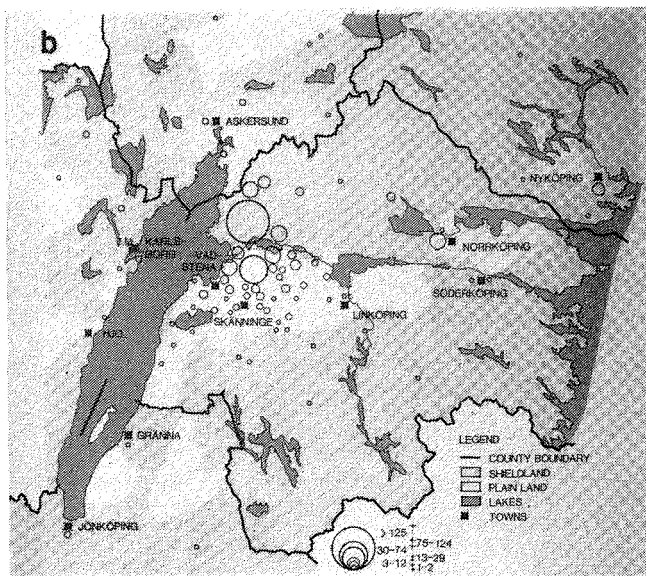 b
ASKERSUND
NYKÖPING
KARLS-
BORG
NORRKÖPING
VAD-
STENA
SÖDERKÖPING
SKÄNNINGE
LINKÖPING
HJO
GRÄNNA
LEGEND
COUNTY BOUNDARY
SHIELDLAND
PLAIN LAND
LAKES
TOWNS
JÖNKÖPING
>125
75-124
30-74
13-29
3-12
1-2